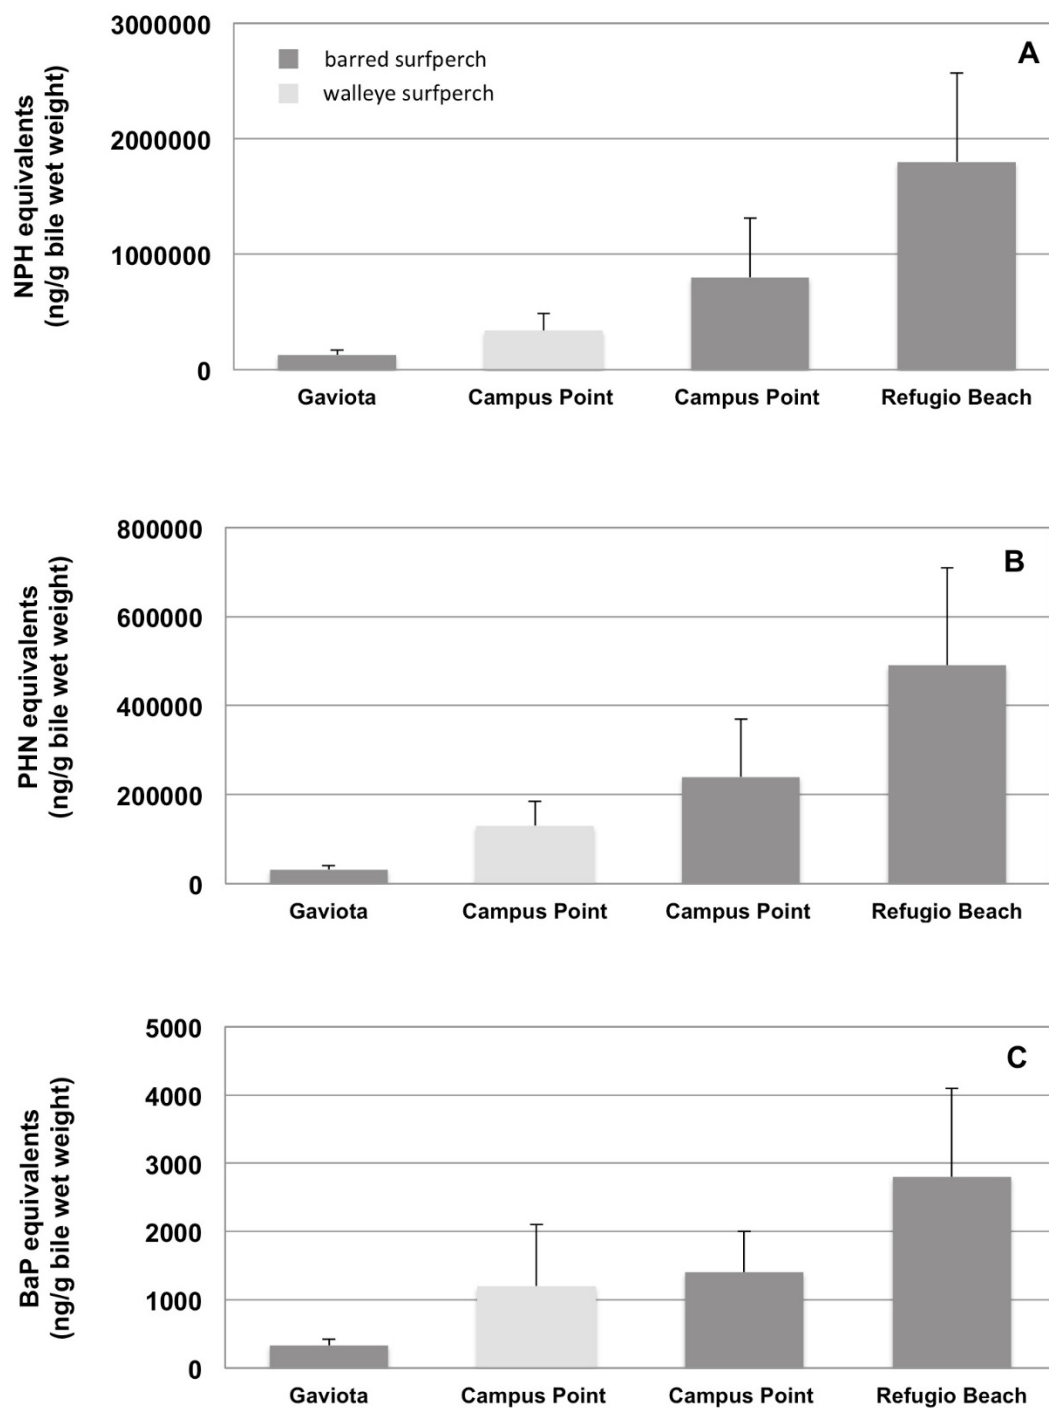 3000000
A
barred surfperch
walleye surfperch
2000000
1000000
0
NPH equivalents
(ng/g bile wet weight)
Gaviota
Campus Point
Campus Point
Refugio Beach
800000
B
600000
400000
200000
0
PHN equivalents
(ng/g bile wet weight)
Gaviota
Campus Point
Campus Point
Refugio Beach
5000
C
4000
3000
2000
1000
0
BaP equivalents
(ng/g bile wet weight)
Gaviota
Campus Point
Campus Point
Refugio Beach